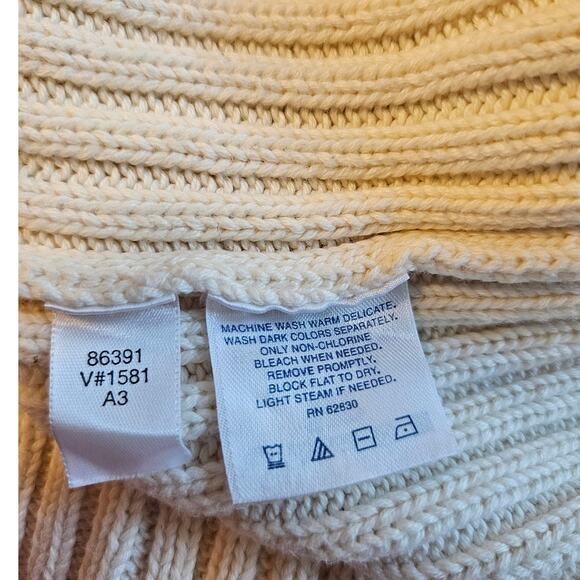 86391
V#1581
A3
MACHINE WASH WARM DELICATE.
WASH DARK COLORS SEPARATELY.
ONLY NON-CHLORINE
BLEACH WHEN NEEDED.
REMOVE PROMPTLY.
BLOCK FLAT TO DRY.
LIGHT STEAM IF NEEDED.
RN 62830